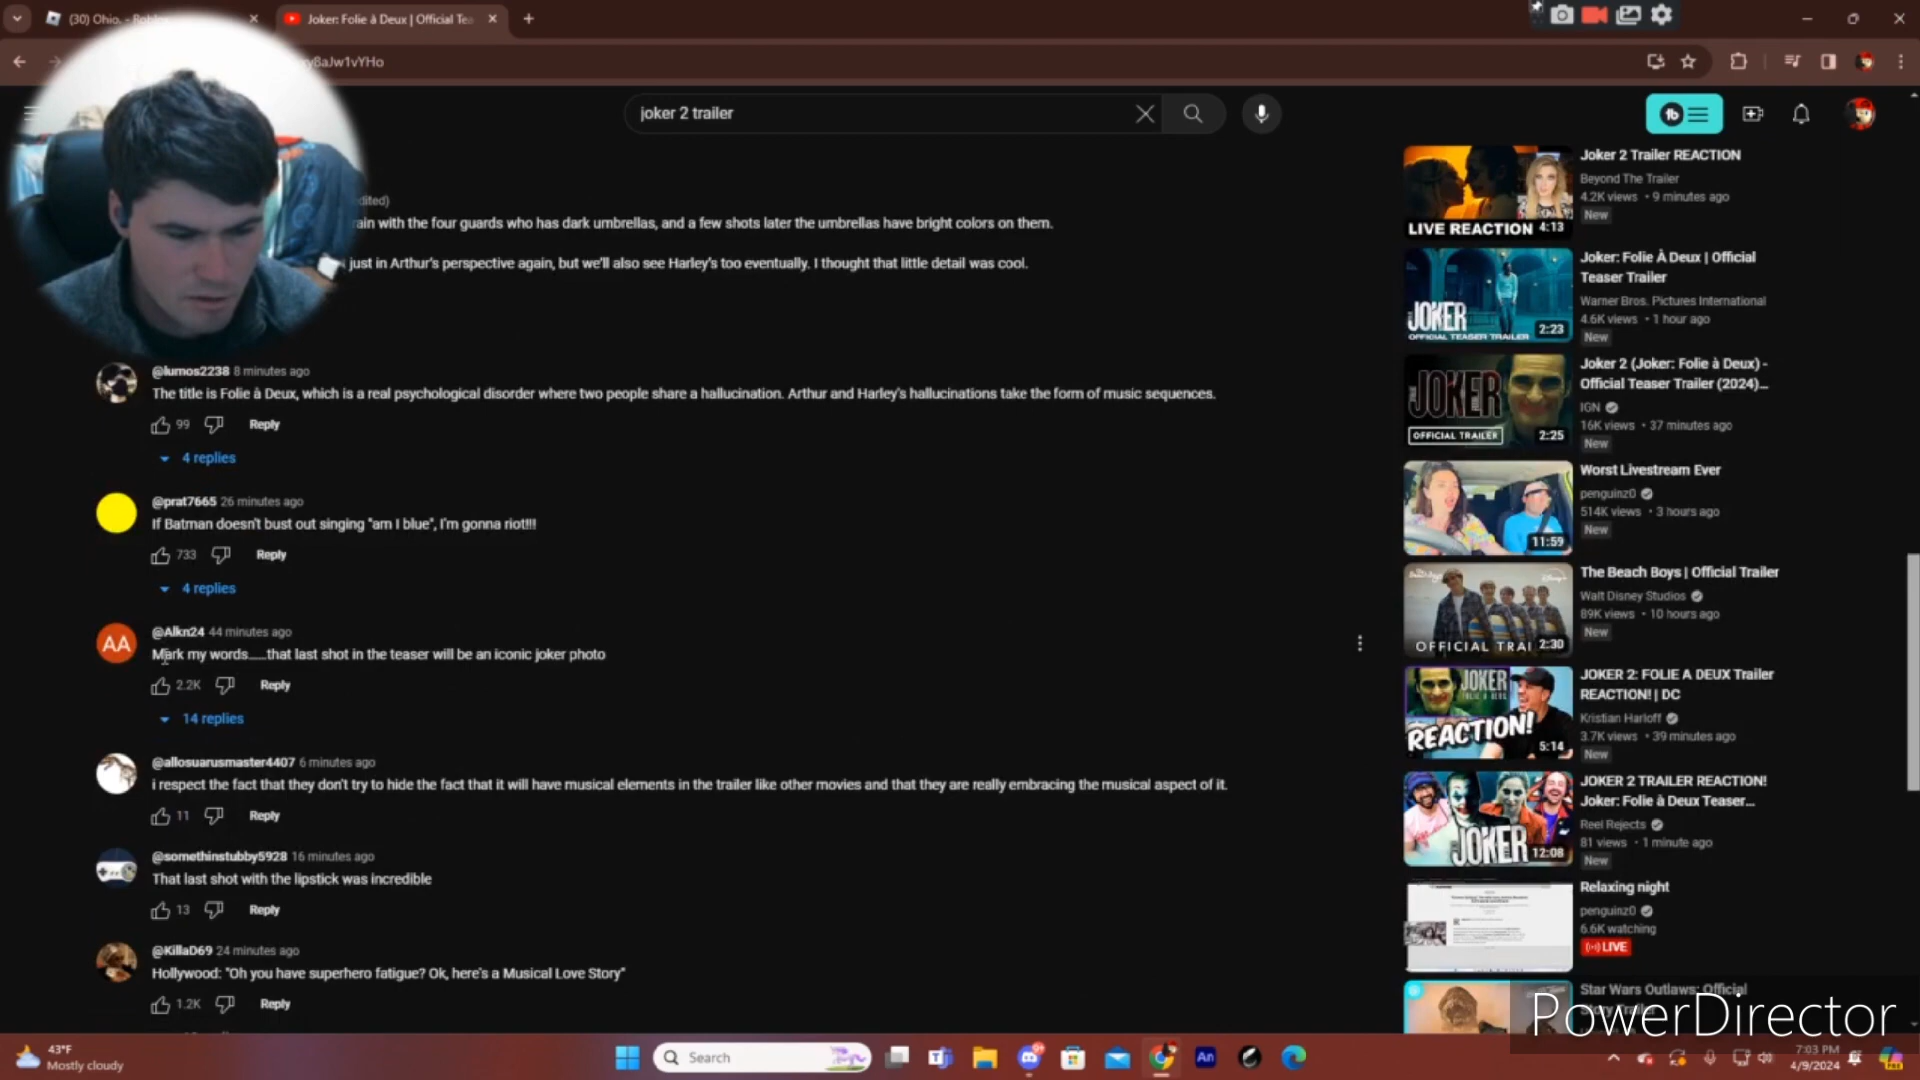 (30) Ohio. - Roblox
Joker: Folie à Deux | Official Tea
y8aJw1vYHo
joker 2 trailer
dited)
rain with the four guards who has dark umbrellas, and a few shots later the umbrellas have bright colors on them.
just in Arthur's perspective again, but we'll also see Harley's too eventually. I thought that little detail was cool.
@lumos2238 8 minutes ago
The title is Folie à Deux, which is a real psychological disorder where two people share a hallucination. Arthur and Harley's hallucinations take the form of music sequences.
99 Reply
4 replies
@prat7665 26 minutes ago
If Batman doesn't bust out singing "am I blue", I'm gonna riot!!!
733 Reply
4 replies
AA
@Alkn24 44 minutes ago
Mark my words.......that last shot in the teaser will be an iconic joker photo
2.2K Reply
14 replies
@allosuarusmaster4407 6 minutes ago
i respect the fact that they don't try to hide the fact that it will have musical elements in the trailer like other movies and that they are really embracing the musical aspect of it.
11 Reply
@somethinstubby5928 16 minutes ago
That last shot with the lipstick was incredible
13 Reply
@KillaD69 24 minutes ago
Hollywood: "Oh you have superhero fatigue? Ok, here's a Musical Love Story"
1.2K Reply
LIVE REACTION 4:13
Joker 2 Trailer REACTION
Beyond The Trailer
4.2K views • 9 minutes ago
New
JOKER
OFFICIAL TEASER TRAILER
2:23
Joker: Folie À Deux | Official
Teaser Trailer
Warner Bros. Pictures International
4.6K views • 1 hour ago
New
JOKER
OFFICIAL TRAILER
2:25
Joker 2 (Joker: Folie à Deux) -
Official Teaser Trailer (2024)...
IGN
16K views • 37 minutes ago
New
11:59
Worst Livestream Ever
penguinz0
514K views • 3 hours ago
New
OFFICIAL TRAI 2:30
The Beach Boys | Official Trailer
Walt Disney Studios
89K views • 10 hours ago
New
JOKER
REACTION!
5:14
JOKER 2: FOLIE A DEUX Trailer
REACTION! | DC
Kristian Harloff
3.7K views • 39 minutes ago
New
JOKER
12:08
JOKER 2 TRAILER REACTION!
Joker: Folie à Deux Teaser...
Reel Rejects
81 views • 1 minute ago
New
Relaxing night
penguinz0
6.6K watching
LIVE
Star Wars Outlaws: Official
PowerDirector
43°F
Mostly cloudy
Search
An
7:03 PM
4/9/2024